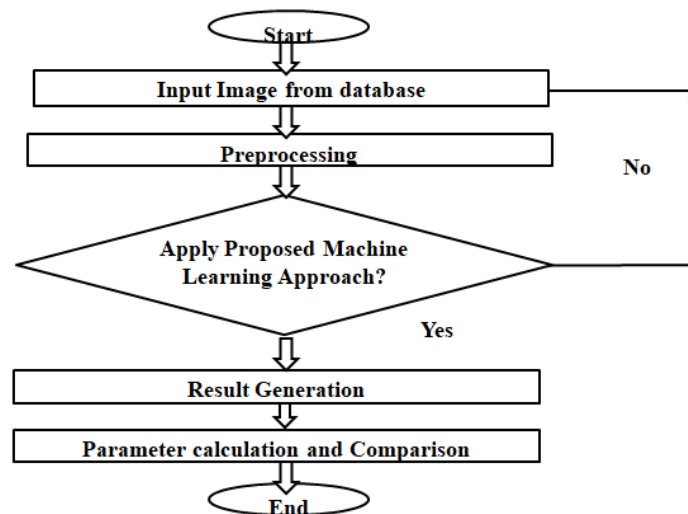 Start
Input Image from database
Preprocessing
No
Apply Proposed Machine
Learning Approach?
Yes
Result Generation
Parameter calculation and Comparison
End